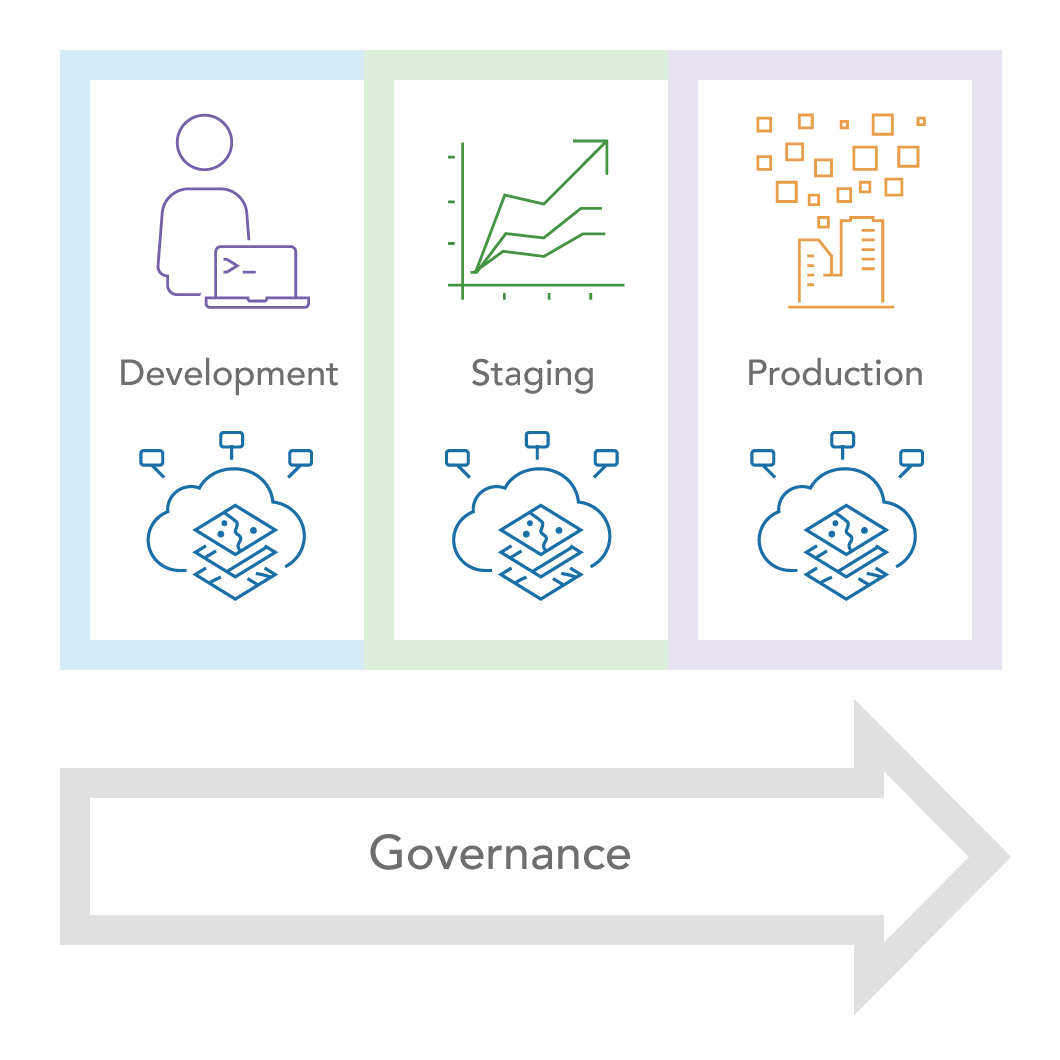 Development
Staging
Production
>_
Governance